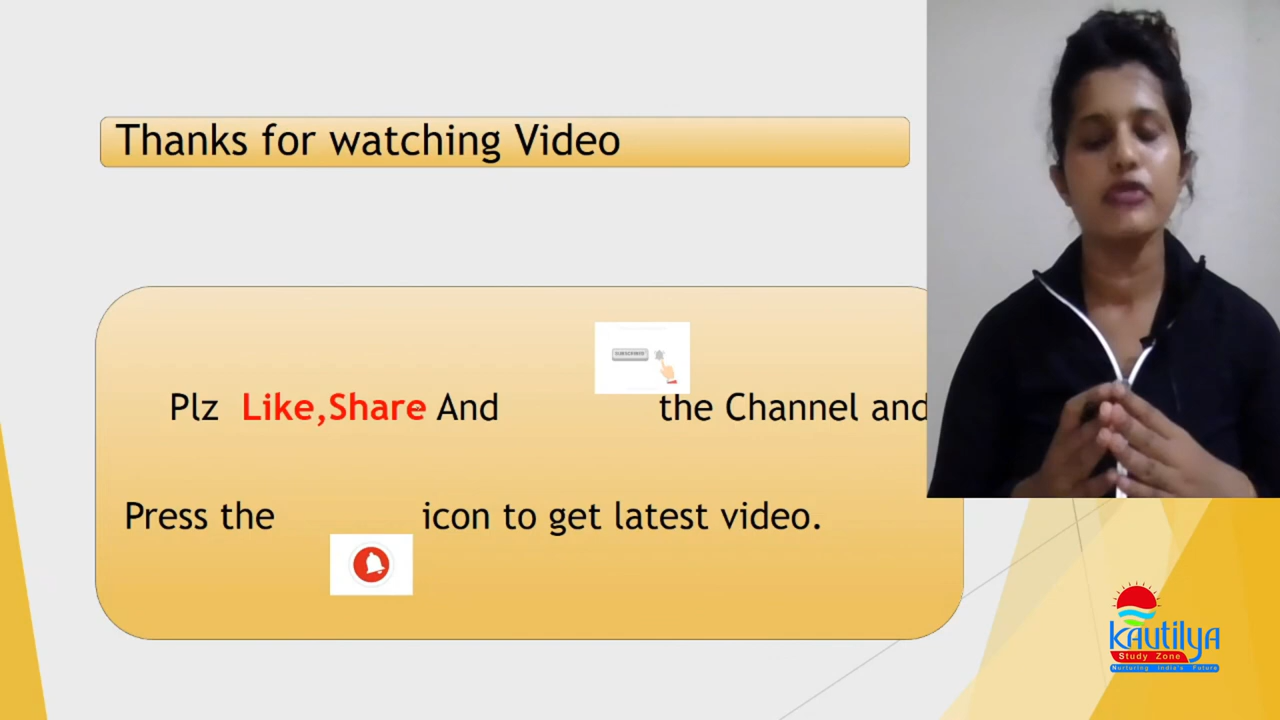 Thanks for watching Video
SUBSCRIBE
Plz Like,Share And the Channel and
Press the icon to get latest video.
Kautilya
Study Zone
Nurturing India's Future